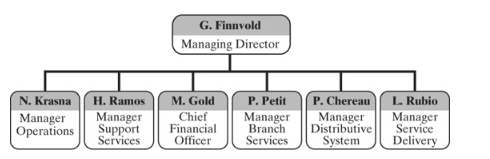 G. Finnvold
Managing Director
N. Krasna
Manager
Operations
H. Ramos
Manager
Support
Services
M. Gold
Chief
Financial
Officer
P. Petit
Manager
Branch
Services
P. Chereau
Manager
Distributive
System
L. Rubio
Manager
Service
Delivery